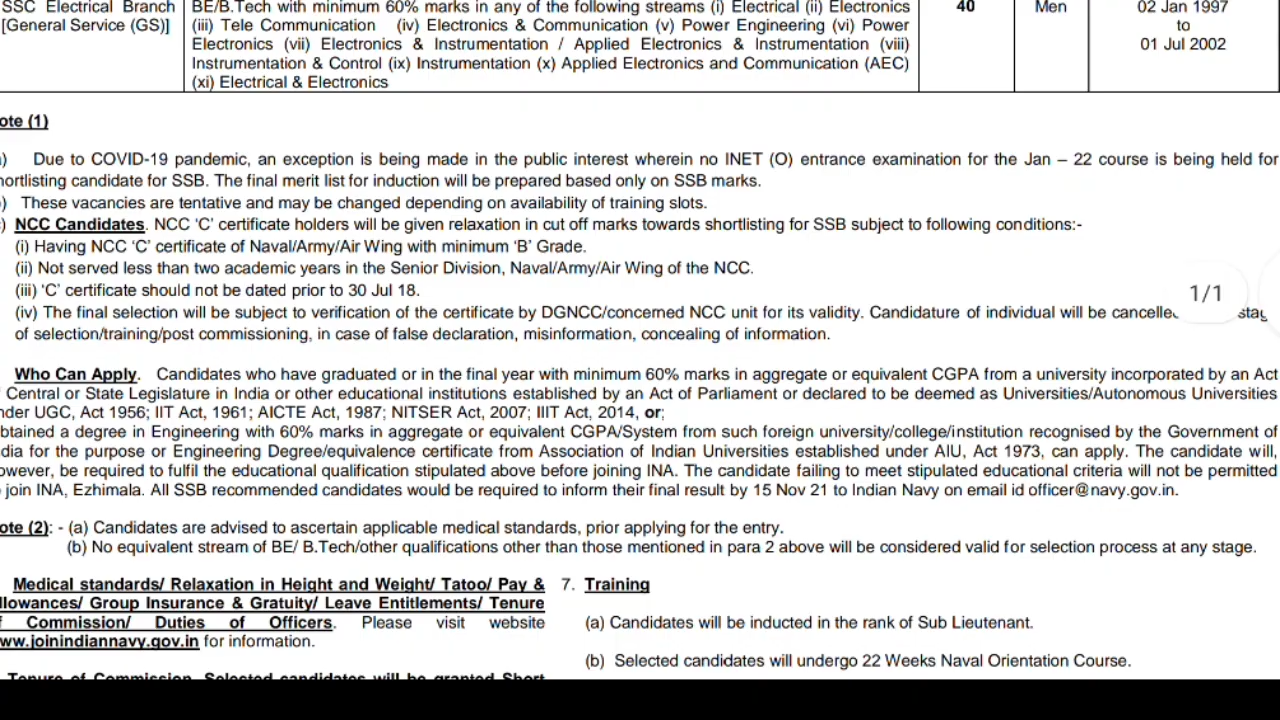 SSC Electrical Branch
[General Service (GS)]
BE/B.Tech with minimum 60% marks in any of the following streams (i) Electrical (ii) Electronics
(iii) Tele Communication (iv) Electronics & Communication (v) Power Engineering (vi) Power
Electronics (vii) Electronics & Instrumentation / Applied Electronics & Instrumentation (viii)
Instrumentation & Control (ix) Instrumentation (x) Applied Electronics and Communication (AEC)
(xi) Electrical & Electronics
40
Men
02 Jan 1997
to
01 Jul 2002
ote (1)
) Due to COVID-19 pandemic, an exception is being made in the public interest wherein no INET (O) entrance examination for the Jan – 22 course is being held for
hortlisting candidate for SSB. The final merit list for induction will be prepared based only on SSB marks.
) These vacancies are tentative and may be changed depending on availability of training slots.
) NCC Candidates. NCC ‘C’ certificate holders will be given relaxation in cut off marks towards shortlisting for SSB subject to following conditions:-
(i) Having NCC ‘C’ certificate of Naval/Army/Air Wing with minimum ‘B’ Grade.
(ii) Not served less than two academic years in the Senior Division, Naval/Army/Air Wing of the NCC.
(iii) ‘C’ certificate should not be dated prior to 30 Jul 18.
1/1
(iv) The final selection will be subject to verification of the certificate by DGNCC/concerned NCC unit for its validity. Candidature of individual will be cancelle stag
of selection/training/post commissioning, in case of false declaration, misinformation, concealing of information.
Who Can Apply. Candidates who have graduated or in the final year with minimum 60% marks in aggregate or equivalent CGPA from a university incorporated by an Act
Central or State Legislature in India or other educational institutions established by an Act of Parliament or declared to be deemed as Universities/Autonomous Universities
nder UGC, Act 1956; IIT Act, 1961; AICTE Act, 1987; NITSER Act, 2007; IIIT Act, 2014, or;
btained a degree in Engineering with 60% marks in aggregate or equivalent CGPA/System from such foreign university/college/institution recognised by the Government of
dia for the purpose or Engineering Degree/equivalence certificate from Association of Indian Universities established under AIU, Act 1973, can apply. The candidate will,
owever, be required to fulfil the educational qualification stipulated above before joining INA. The candidate failing to meet stipulated educational criteria will not be permitted
join INA, Ezhimala. All SSB recommended candidates would be required to inform their final result by 15 Nov 21 to Indian Navy on email id officer@navy.gov.in.
ote (2): - (a) Candidates are advised to ascertain applicable medical standards, prior applying for the entry.
(b) No equivalent stream of BE/ B.Tech/other qualifications other than those mentioned in para 2 above will be considered valid for selection process at any stage.
Medical standards/ Relaxation in Height and Weight/ Tatoo/ Pay &
llowances/ Group Insurance & Gratuity/ Leave Entitlements/ Tenure
f Commission/ Duties of Officers. Please visit website
ww.joinindiannavy.gov.in for information.
Tenure of Commission. Selected candidates will be granted Short
7. Training
(a) Candidates will be inducted in the rank of Sub Lieutenant.
(b) Selected candidates will undergo 22 Weeks Naval Orientation Course.